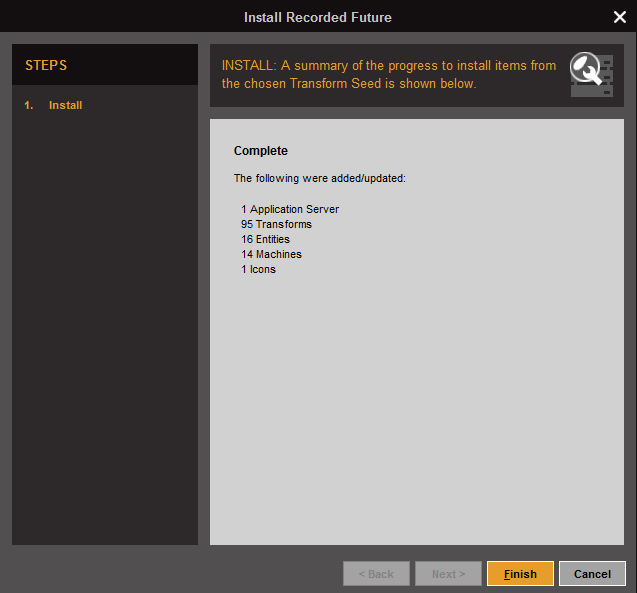 Install Recorded Future
STEPS
1. Install
INSTALL: A summary of the progress to install items from
the chosen Transform Seed is shown below.
Complete
The following were added/updated:
1 Application Server
95 Transforms
16 Entities
14 Machines
1 Icons
< Back Next > Finish Cancel